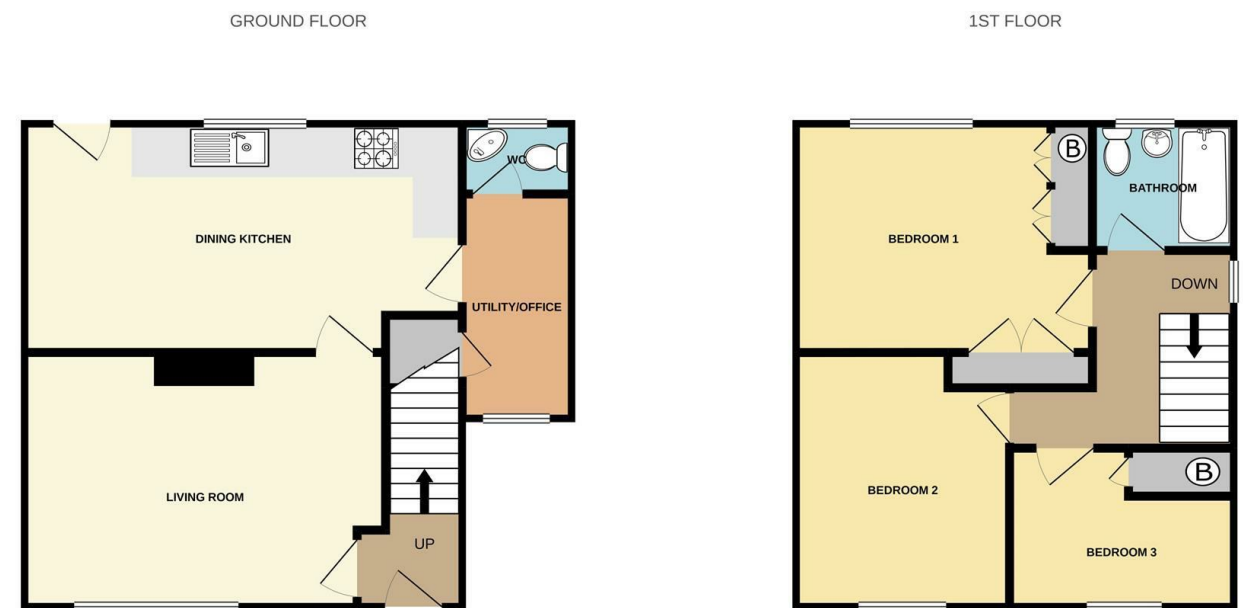 GROUND FLOOR
1ST FLOOR
WC
DINING KITCHEN
UTILITY/OFFICE
LIVING ROOM
UP
B
BATHROOM
BEDROOM 1
DOWN
BEDROOM 2
B
BEDROOM 3